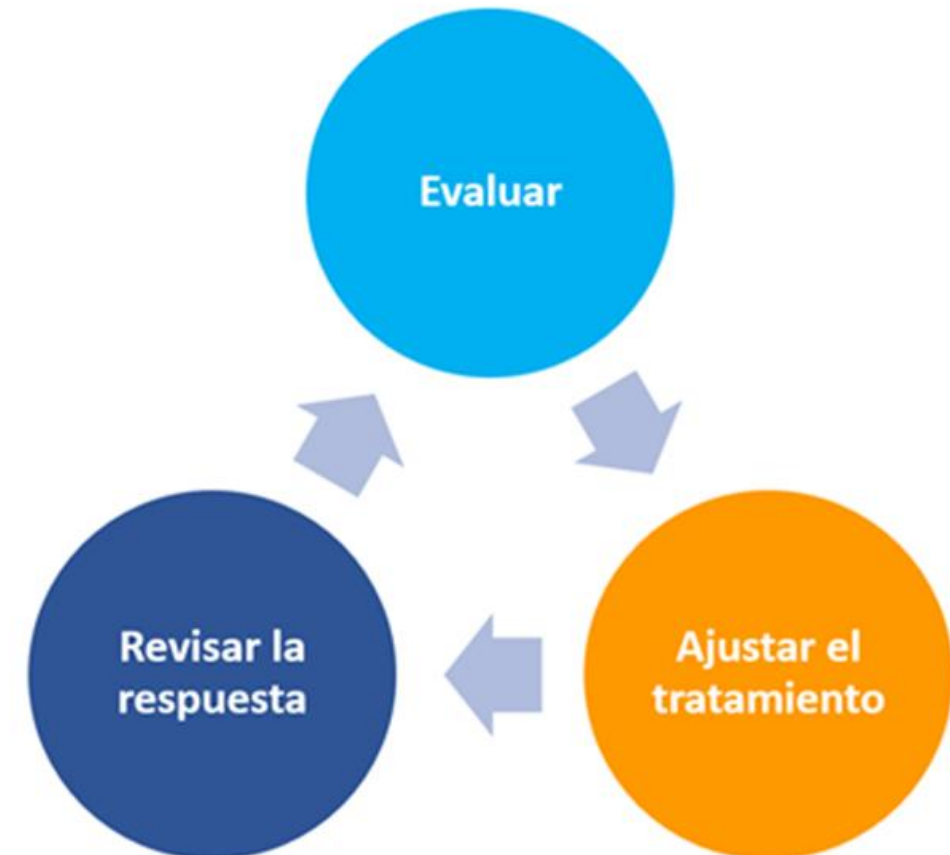 Evaluar
Ajustar el
tratamiento
Revisar la
respuesta